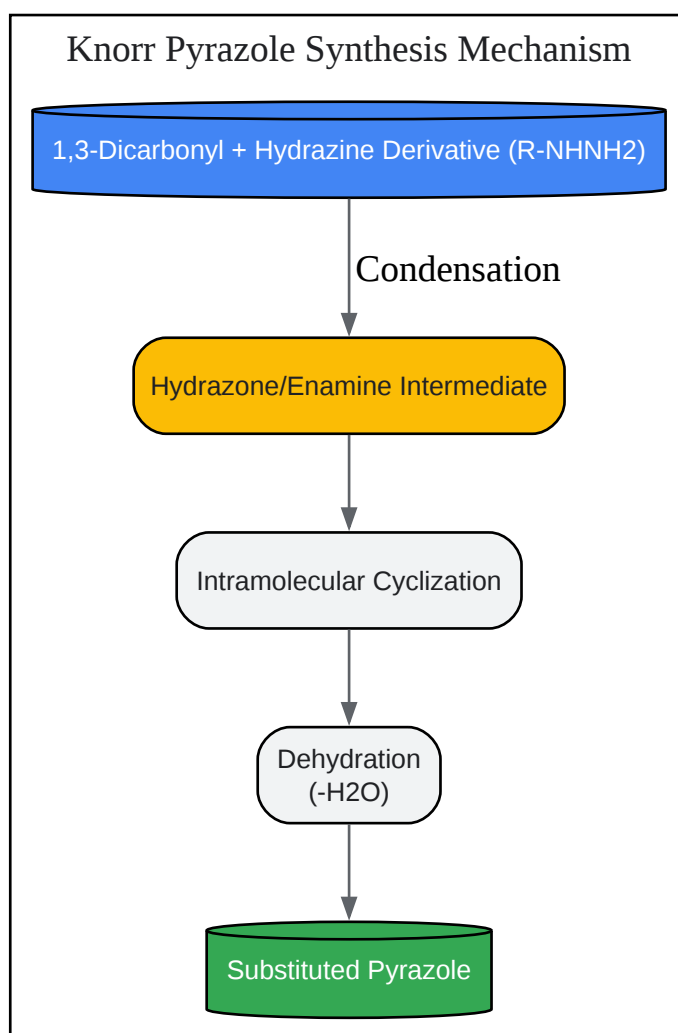 Knorr Pyrazole Synthesis Mechanism
1,3-Dicarbonyl + Hydrazine Derivative (R-NHNH2)
Condensation
Hydrazone/Enamine Intermediate
Intramolecular Cyclization
Dehydration
(-H2O)
Substituted Pyrazole